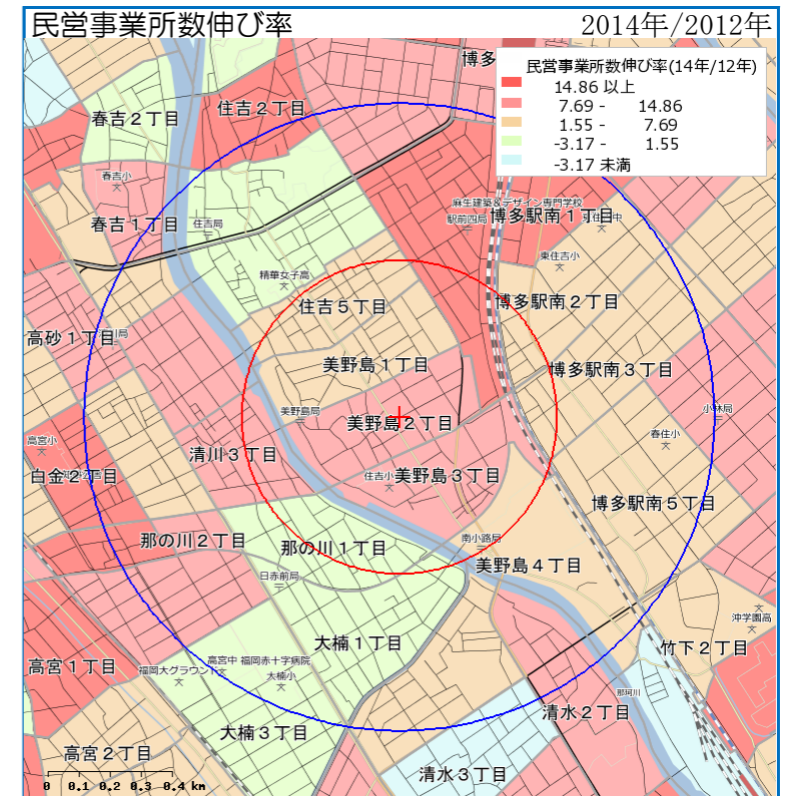 民営事業所数伸び率
2014年/2012年
博多
民営事業所数伸び率(14年/12年)
14.86 以上
7.69 - 14.86
1.55 - 7.69
-3.17 - 1.55
-3.17 未満
春吉2丁目
住吉2丁目
春吉小
春吉1丁目
住吉局
麻生建築&デザイン専門学校
駅前四局
博多駅南1丁目
東住吉小
精華女子高
住吉5丁目
博多駅南2丁目
高砂1丁目
美野島1丁目
博多駅南3丁目
美野島局
美野島2丁目
小林局
春住小
高宮小
清川3丁目
白金2丁目
住吉小
美野島3丁目
博多駅南5丁目
那の川2丁目
那の川1丁目
南小路局
美野島4丁目
日赤前局
沖学園高
大楠1丁目
竹下2丁目
高宮1丁目
高宮中
福岡赤十字病院
福岡大グラウンド
大楠小
那珂川
清水2丁目
大楠3丁目
高宮2丁目
清水3丁目
0 0.1 0.2 0.3 0.4 km